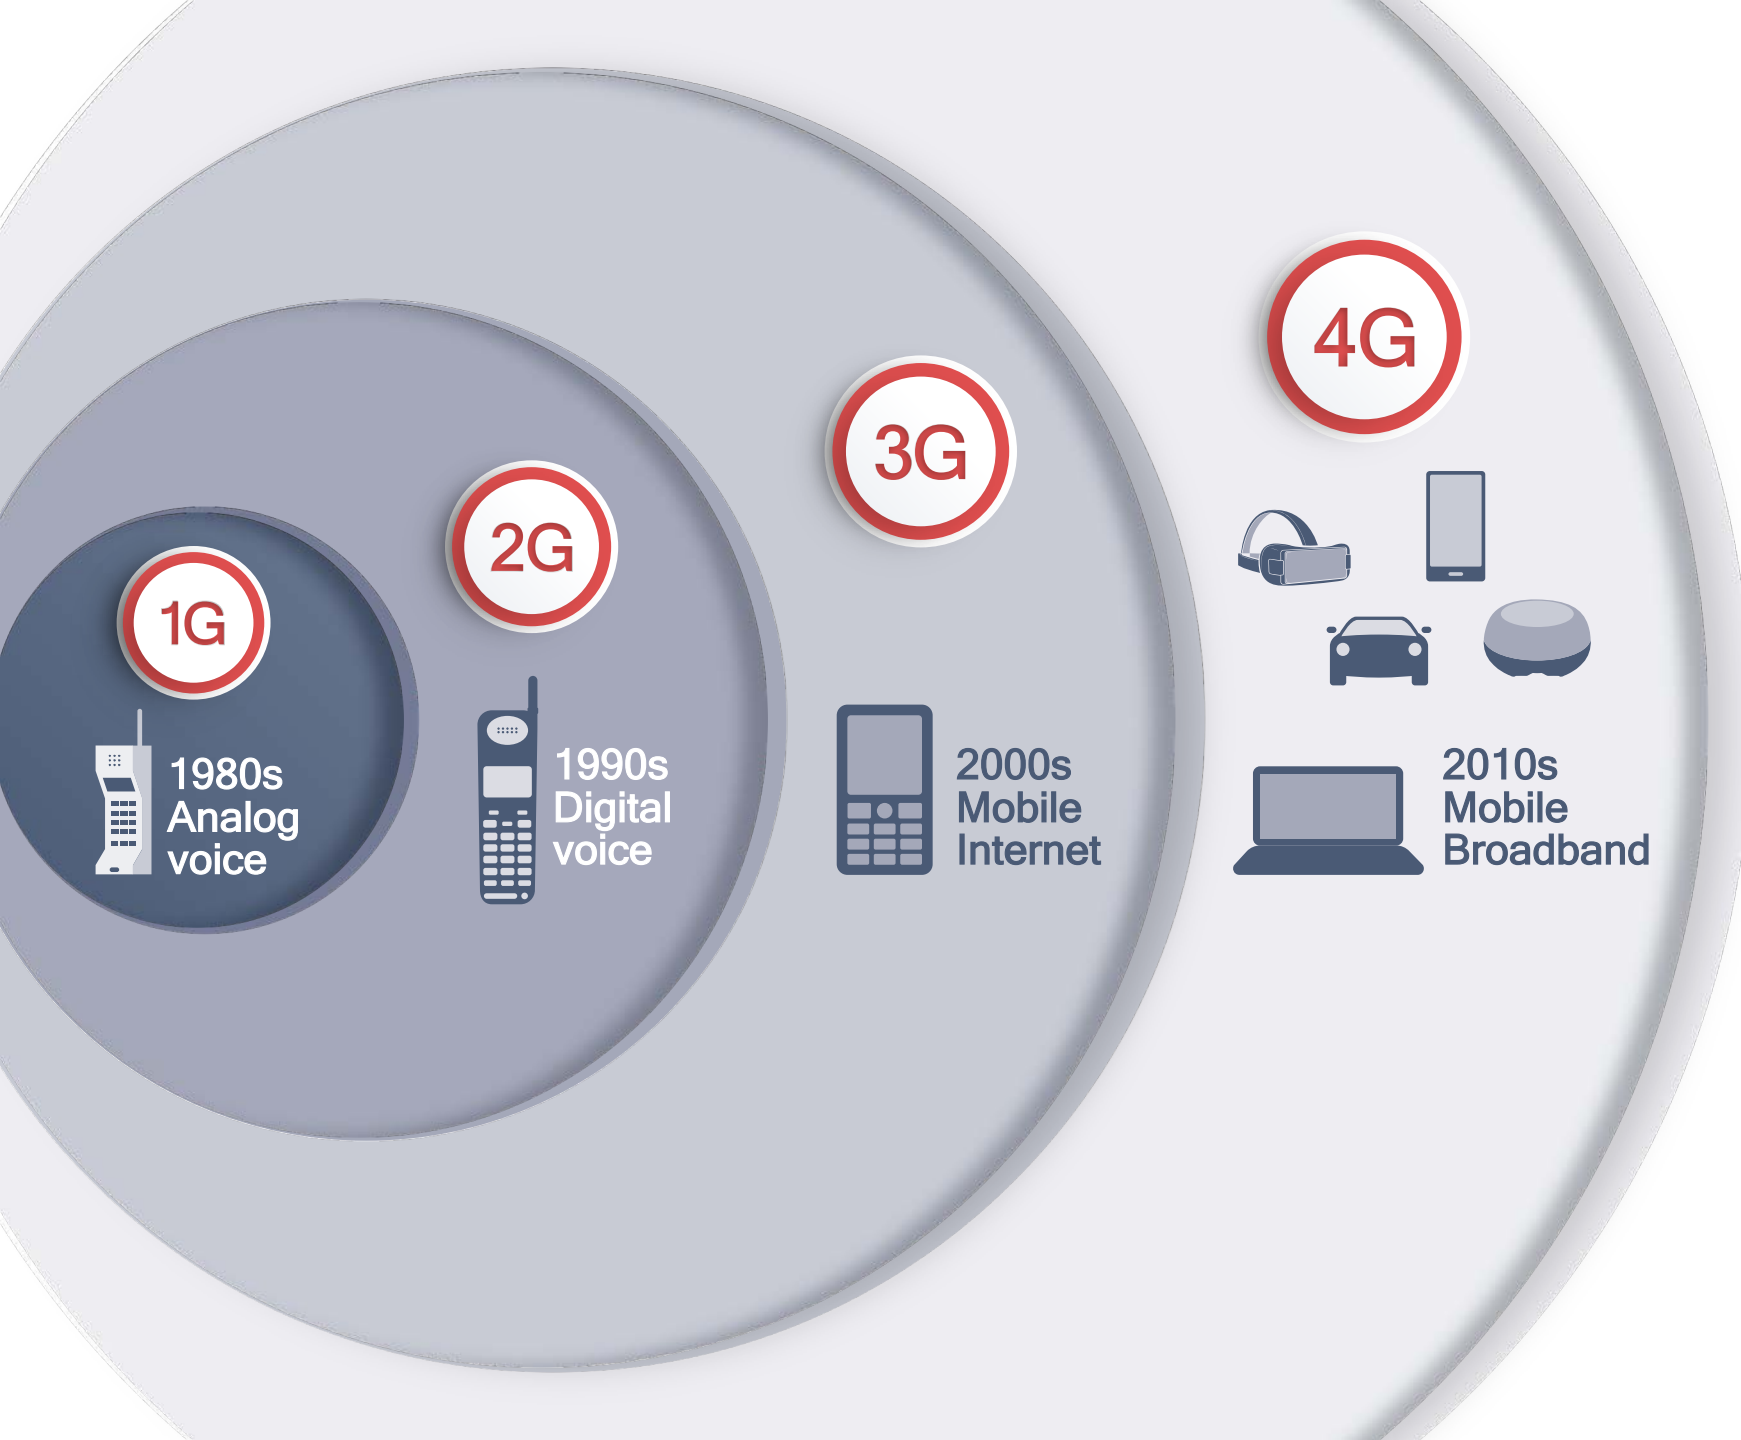 1G
1980s
Analog
voice
2G
1990s
Digital
voice
3G
2000s
Mobile
Internet
4G
2010s
Mobile
Broadband